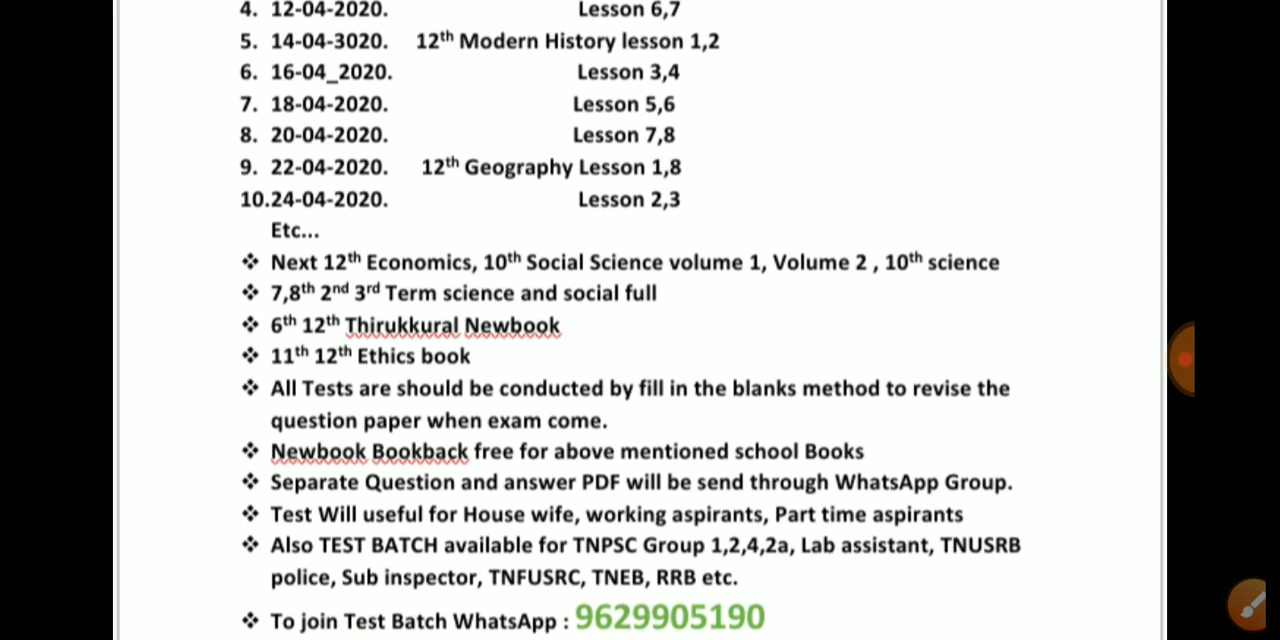 4. 12-04-2020. Lesson 6,7
5. 14-04-3020. 12th Modern History lesson 1,2
6. 16-04_2020. Lesson 3,4
7. 18-04-2020. Lesson 5,6
8. 20-04-2020. Lesson 7,8
9. 22-04-2020. 12th Geography Lesson 1,8
10.24-04-2020. Lesson 2,3
Etc...
❖ Next 12th Economics, 10th Social Science volume 1, Volume 2 , 10th science
❖ 7,8th 2nd 3rd Term science and social full
❖ 6th 12th Thirukkural Newbook
❖ 11th 12th Ethics book
❖ All Tests are should be conducted by fill in the blanks method to revise the
question paper when exam come.
❖ Newbook Bookback free for above mentioned school Books
❖ Separate Question and answer PDF will be send through WhatsApp Group.
❖ Test Will useful for House wife, working aspirants, Part time aspirants
❖ Also TEST BATCH available for TNPSC Group 1,2,4,2a, Lab assistant, TNUSRB
police, Sub inspector, TNFUSRC, TNEB, RRB etc.
❖ To join Test Batch WhatsApp : 9629905190